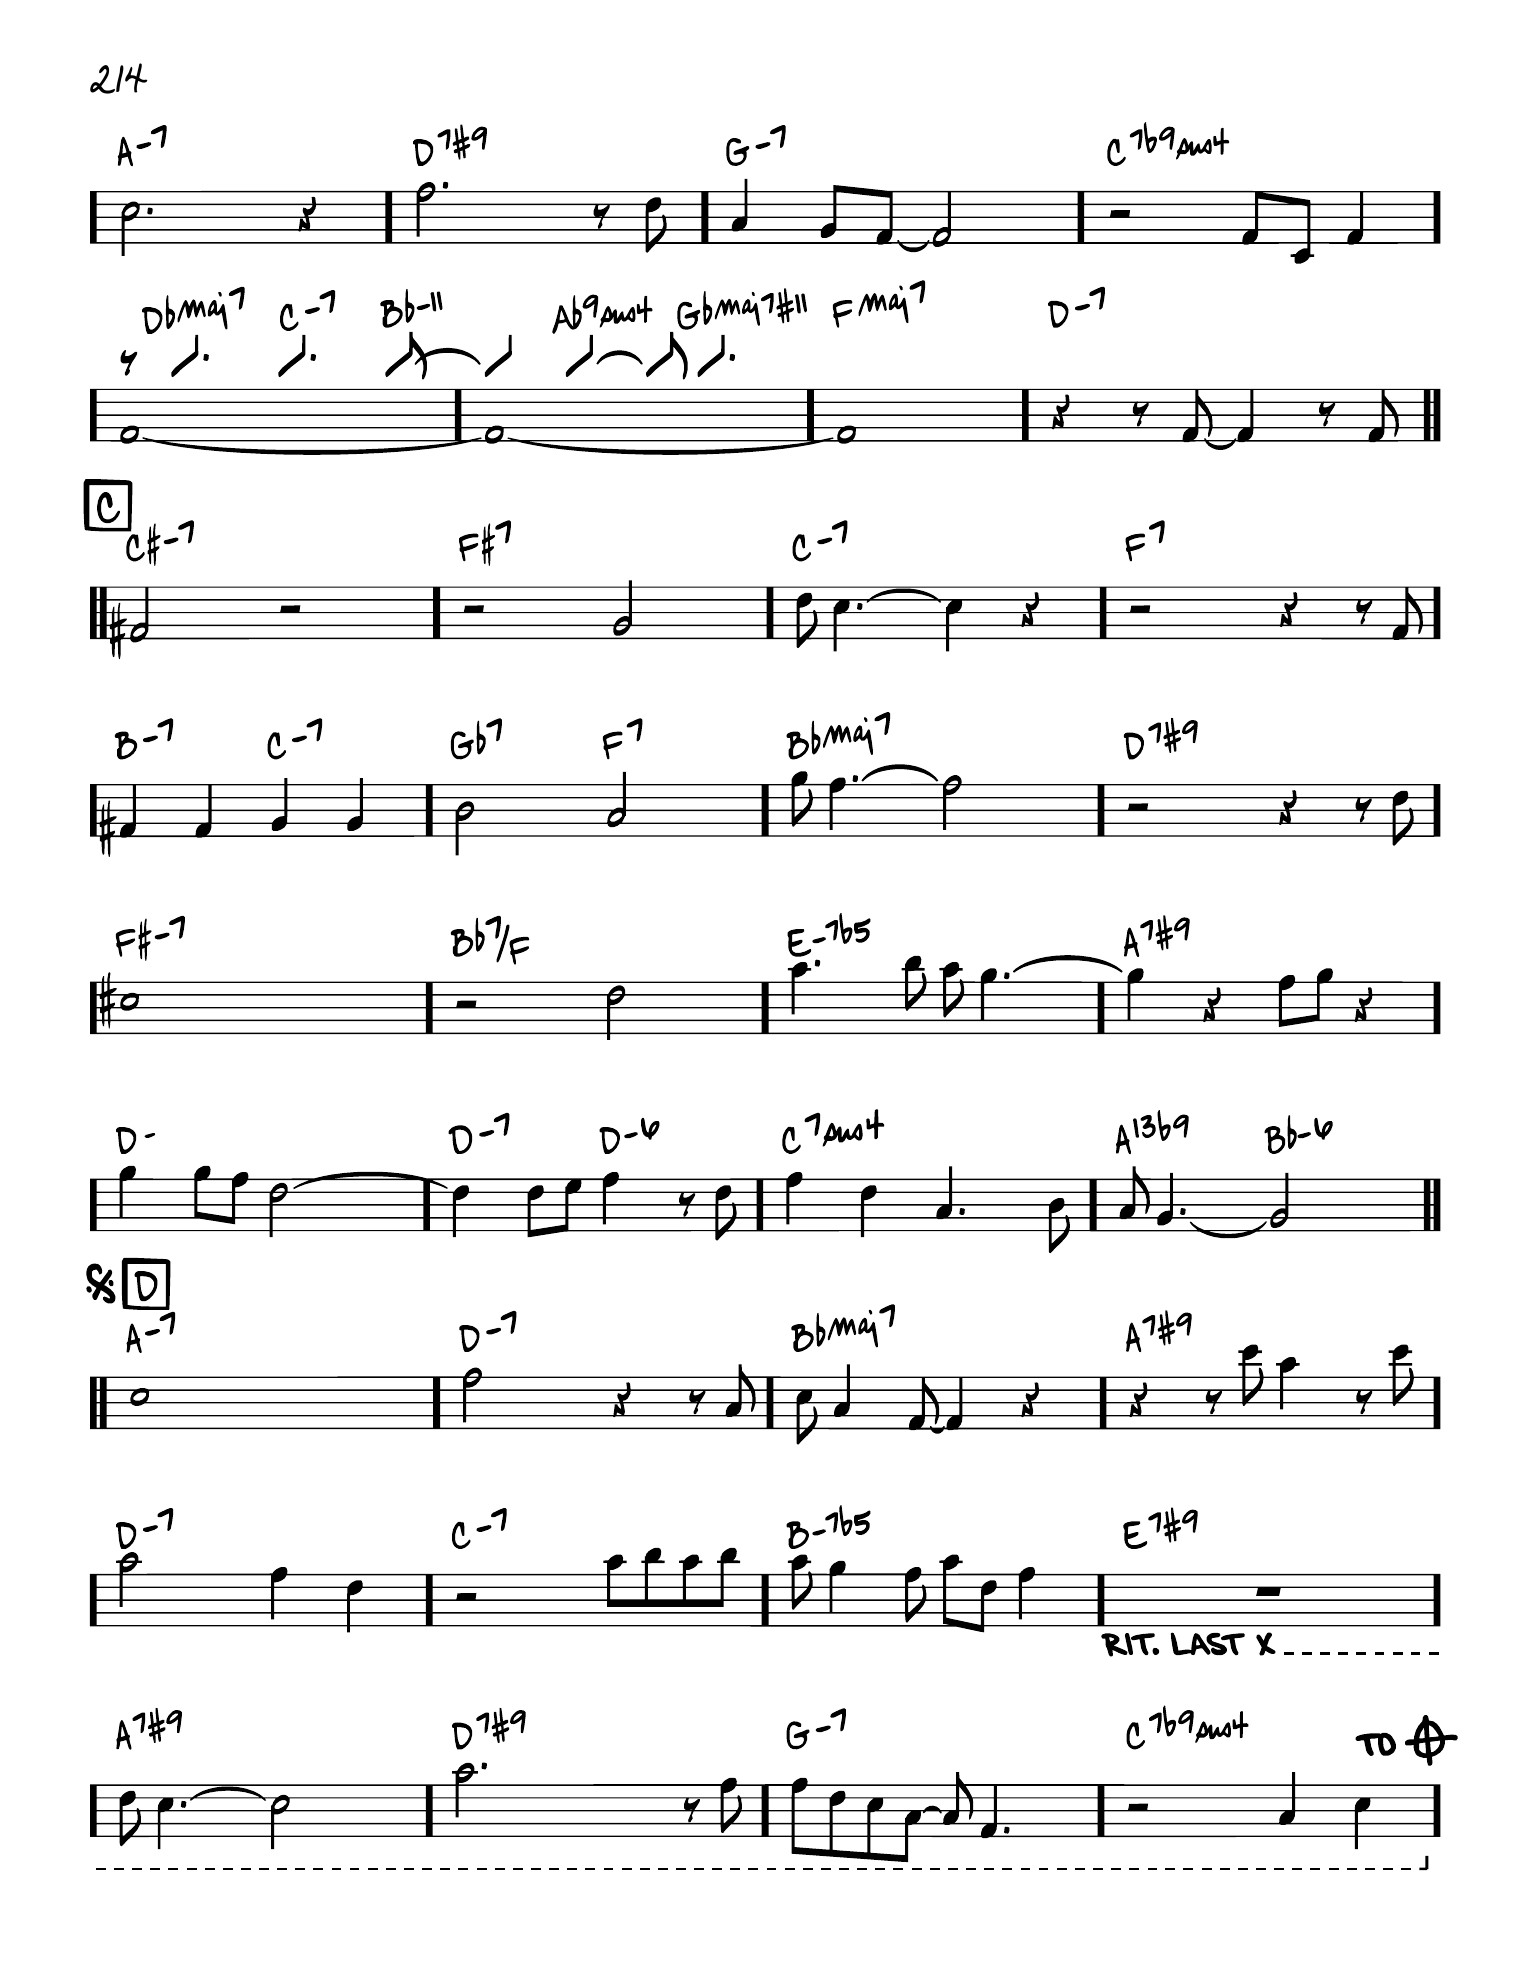 214
A-7 D7#9 G-7 C7b9sus4
Dbmaj7 C-7 Bb-11 Ab9sus4 Gbmaj7#11 Fmaj7 D-7
C
C#-7 F#7 C-7 F7
B-7 C-7 Gb7 F7 Bbmaj7 D7#9
F#-7 Bb7/F E-7b5 A7#9
D- D-7 D-6 C7sus4 A13b9 Bb-6
D
A-7 D-7 Bbmaj7 A7#9
D-7 C-7 B-7b5 E7#9
RIT. LAST X
A7#9 D7#9 G-7 C7b9sus4 TO